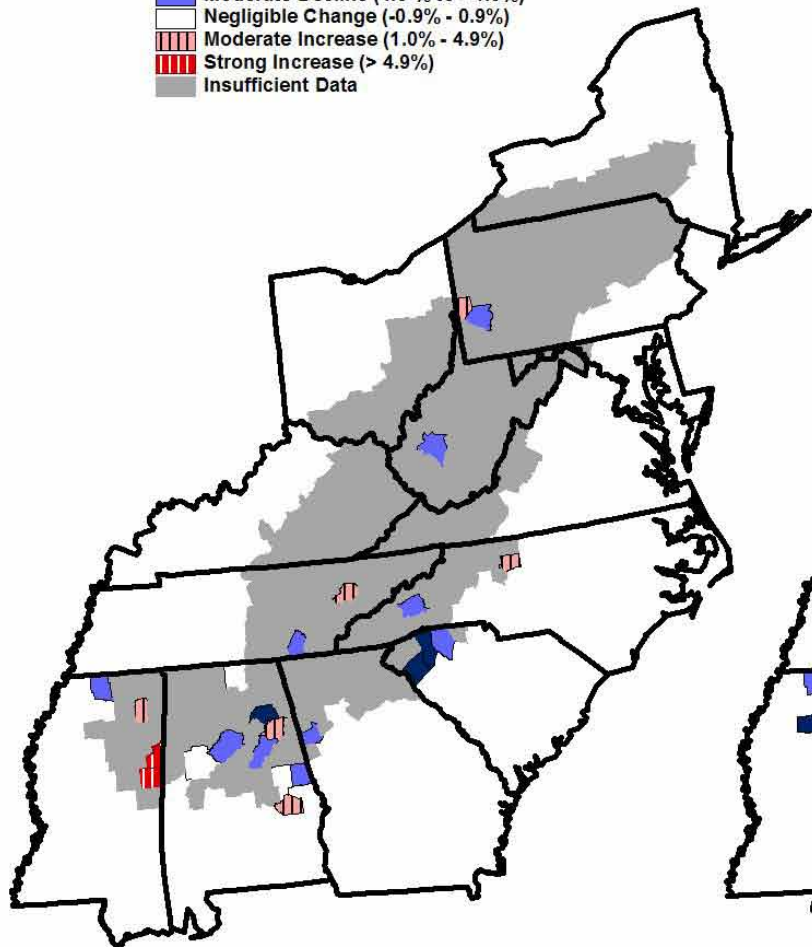 Negligible Change (-0.9% - 0.9%)
Moderate Increase (1.0% - 4.9%)
Strong Increase (> 4.9%)
Insufficient Data